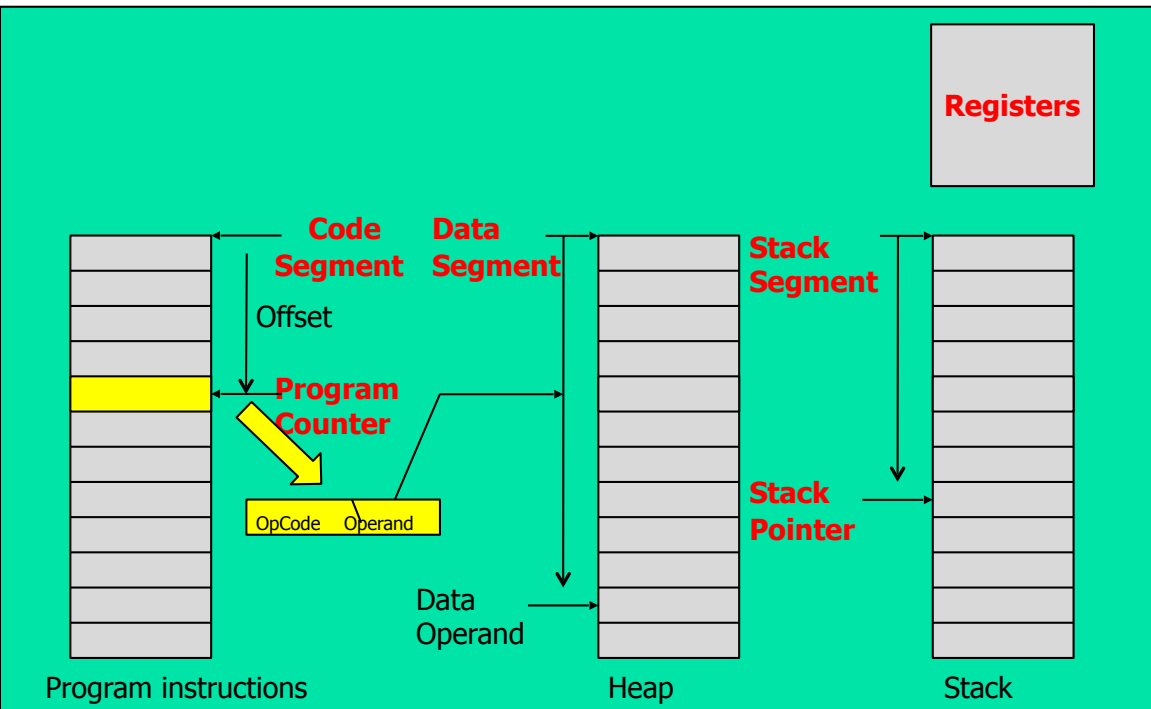 Registers
Code
Segment
Data
Segment
Stack
Segment
Offset
Program
Counter
OpCode
Operand
Stack
Pointer
Data
Operand
Program instructions
Heap
Stack